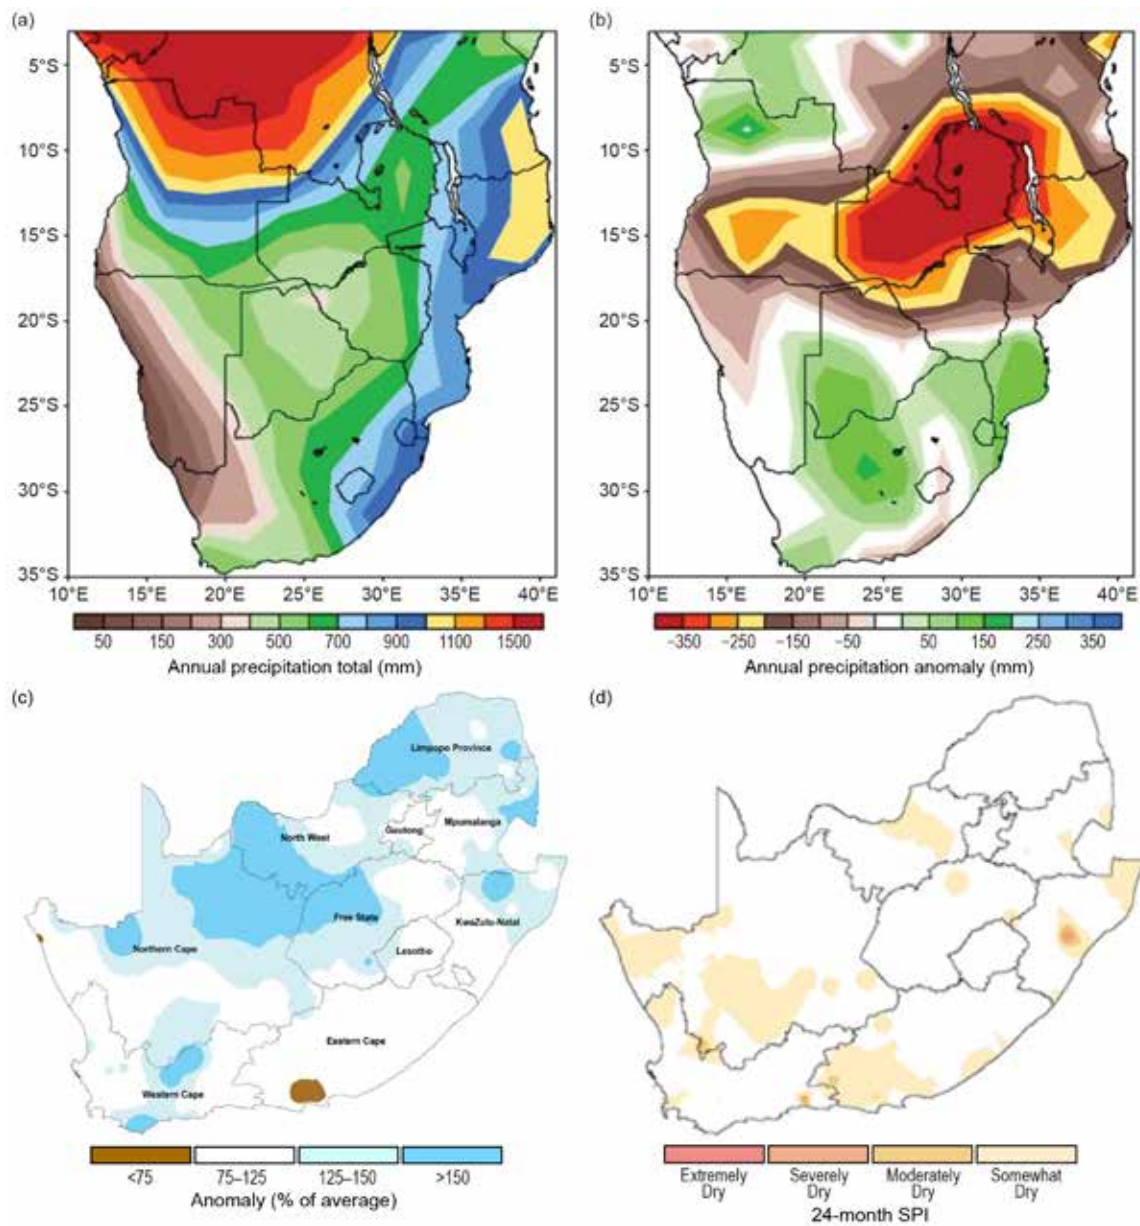 (a)
5°S
10°S
15°S
20°S
25°S
30°S
35°S
10°E 15°E 20°E 25°E 30°E 35°E 40°E
50 150 300 500 700 900 1100 1500
Annual precipitation total (mm)
(b)
5°S
10°S
15°S
20°S
25°S
30°S
35°S
10°E 15°E 20°E 25°E 30°E 35°E 40°E
−350 −250 −150 −50 50 150 250 350
Annual precipitation anomaly (mm)
(c)
Limpopo Province
North West
Gauteng
Mpumalanga
Free State
KwaZulu-Natal
Northern Cape
Lesotho
Eastern Cape
Western Cape
<75 75–125 125–150 >150
Anomaly (% of average)
(d)
Extremely Severely Moderately Somewhat
Dry Dry Dry Dry
24-month SPI